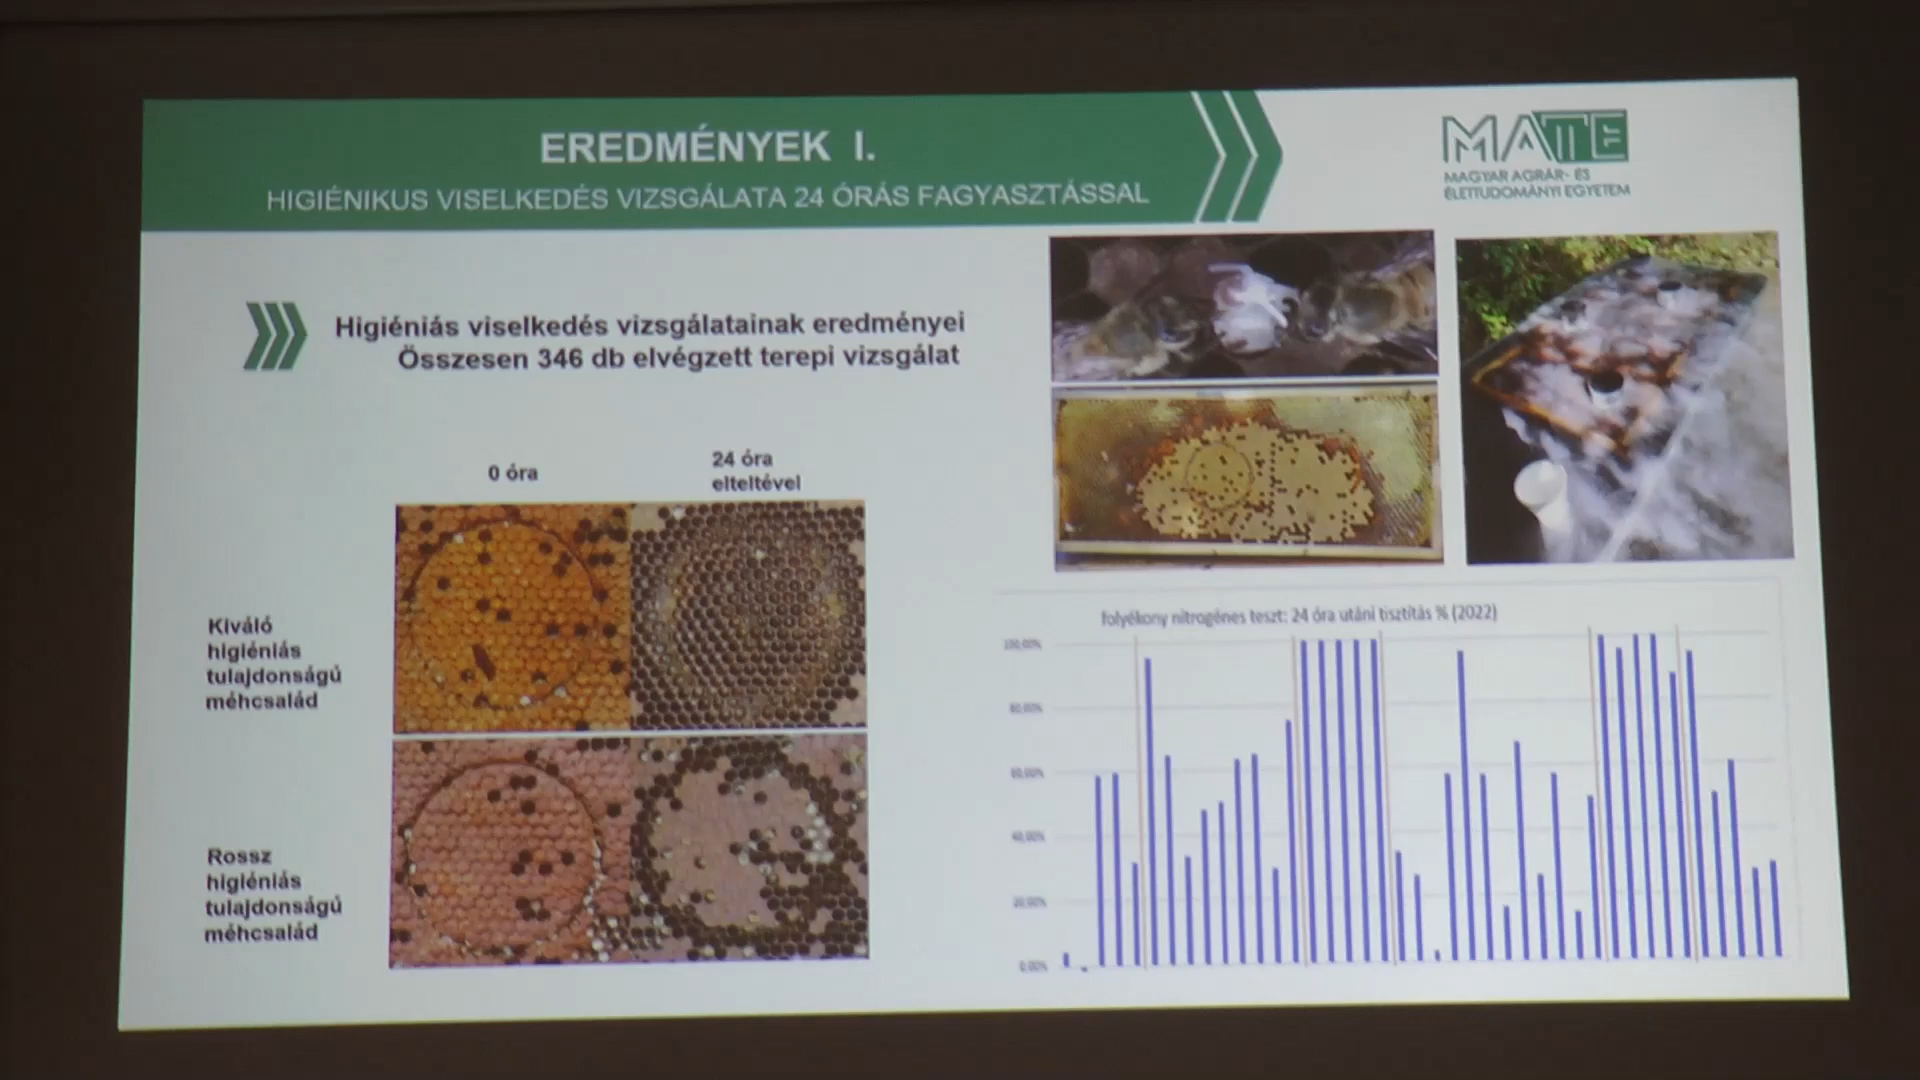 EREDMÉNYEK I.
HIGIÉNIKUS VISELKEDÉS VIZSGÁLATA 24 ÓRÁS FAGYASZTÁSSAL
MATE
MAGYAR AGRÁR- ÉS
ÉLETTUDOMÁNYI EGYETEM
Higiéniás viselkedés vizsgálatainak eredményei
Összesen 346 db elvégzett terepi vizsgálat
0 óra
24 óra
elteltével
Kiváló
higiéniás
tulajdonságú
méhcsalád
Rossz
higiéniás
tulajdonságú
méhcsalád
folyékony nitrogénes teszt: 24 óra utáni tisztítás % (2022)
100,00%
80,00%
60,00%
40,00%
20,00%
0,00%